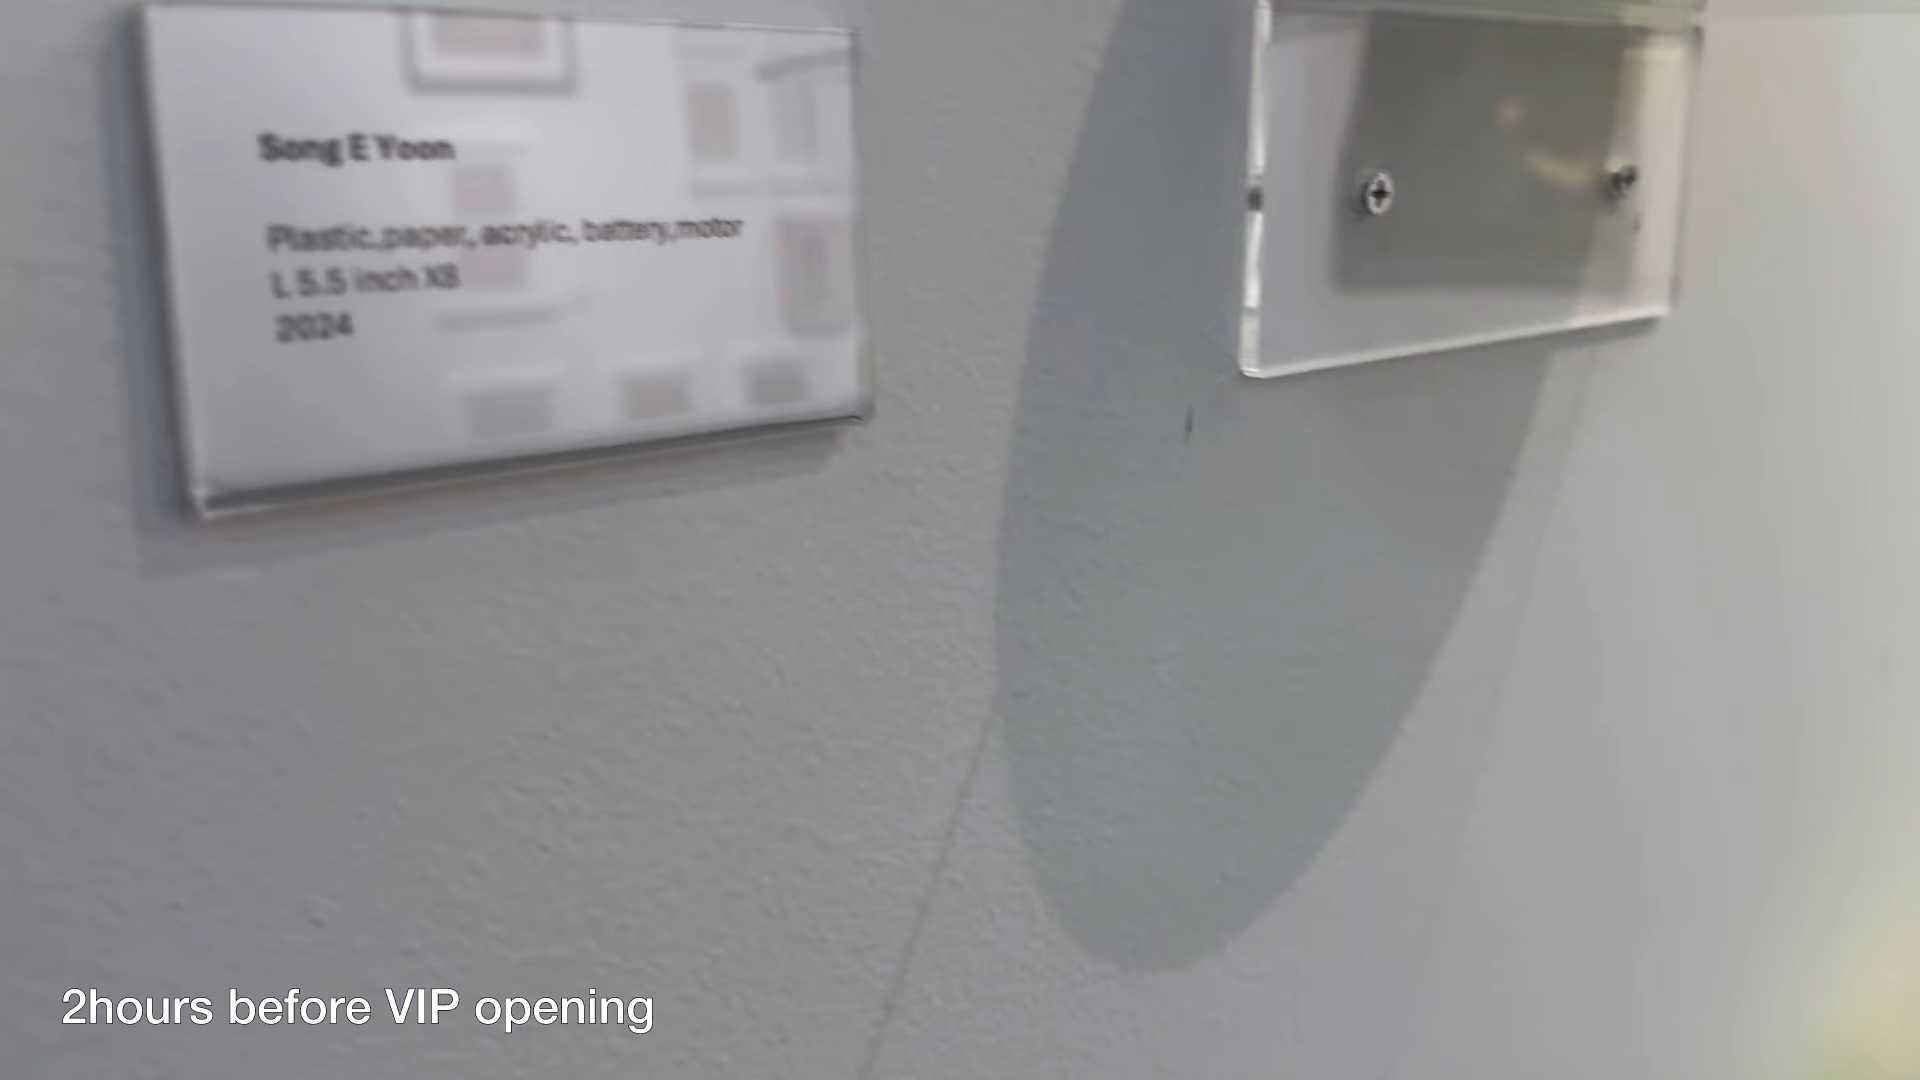 Song E Yoon
Plastic,paper, acrylic, battery,motor
L 5.5 inch X8
2024
2hours before VIP opening